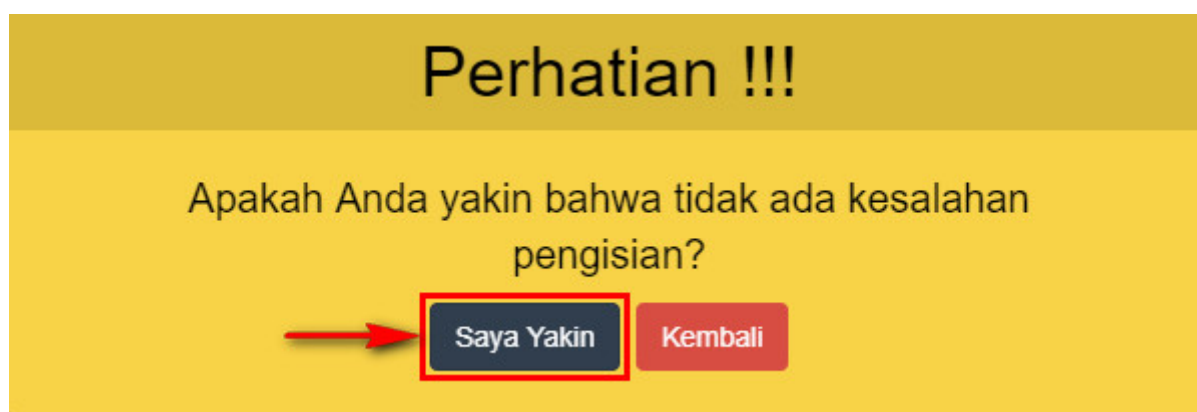 Perhatian !!!
Apakah Anda yakin bahwa tidak ada kesalahan
pengisian?
Saya Yakin Kembali